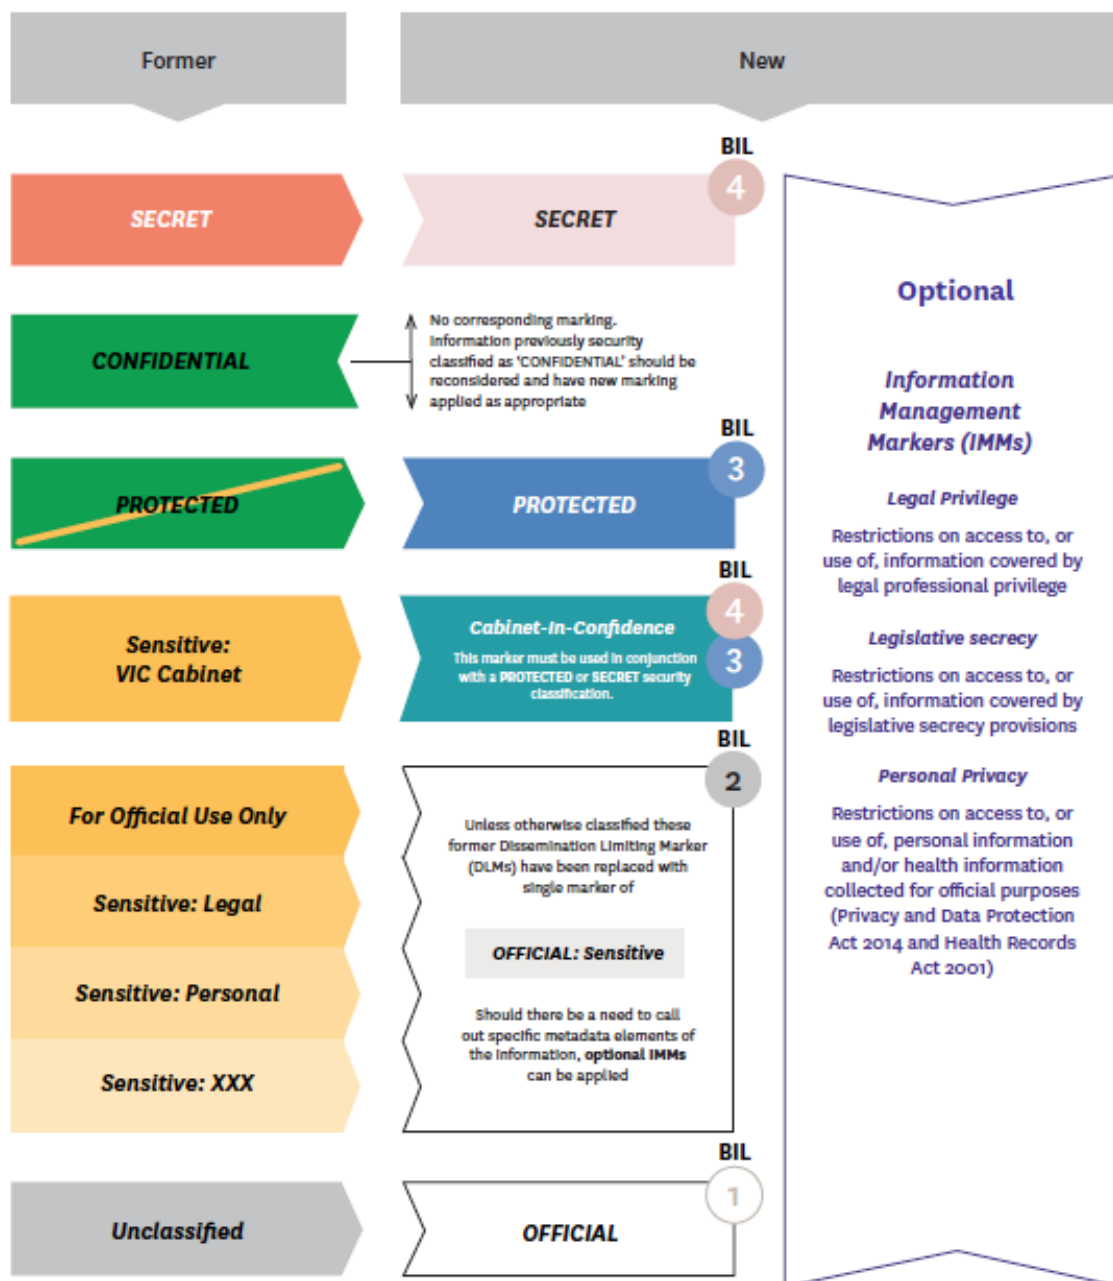 Former
New
BIL
4
SECRET
SECRET
CONFIDENTIAL
No corresponding marking.
Information previously security
classified as 'CONFIDENTIAL' should be
reconsidered and have new marking
applied as appropriate
BIL
3
PROTECTED
PROTECTED
BIL
4
3
Sensitive:
VIC Cabinet
Cabinet-In-Confidence
This marker must be used in conjunction
with a PROTECTED or SECRET security
classification.
BIL
2
For Official Use Only
Sensitive: Legal
Sensitive: Personal
Sensitive: XXX
Unless otherwise classified these
former Dissemination Limiting Marker
(DLMs) have been replaced with
single marker of
OFFICIAL: Sensitive
Should there be a need to call
out specific metadata elements of
the information, optional IMMs
can be applied
BIL
1
Unclassified
OFFICIAL
Optional
Information
Management
Markers (IMMs)
Legal Privilege
Restrictions on access to, or
use of, information covered by
legal professional privilege
Legislative secrecy
Restrictions on access to, or
use of, information covered by
legislative secrecy provisions
Personal Privacy
Restrictions on access to, or
use of, personal information
and/or health information
collected for official purposes
(Privacy and Data Protection
Act 2014 and Health Records
Act 2001)